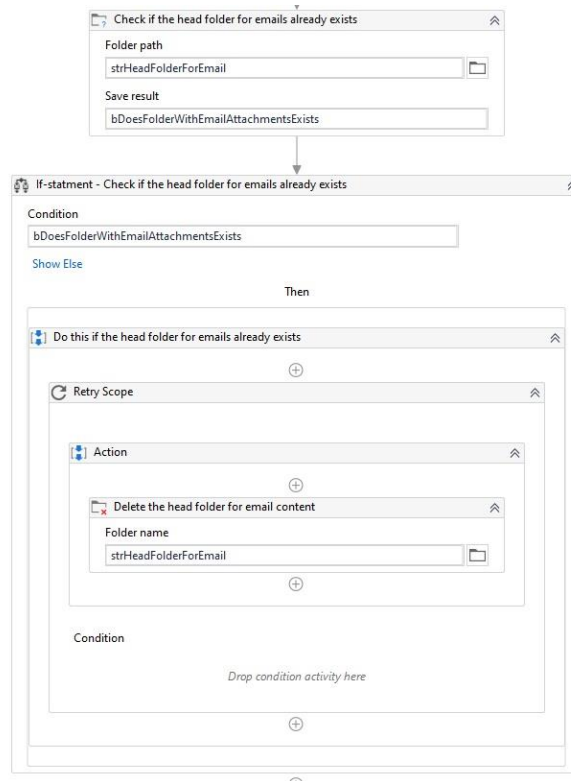 Check if the head folder for emails already exists
Folder path
strHeadFolderForEmail
Save result
bDoesFolderWithEmailAttachmentsExists
If-statment - Check if the head folder for emails already exists
Condition
bDoesFolderWithEmailAttachmentsExists
Show Else
Then
Do this if the head folder for emails already exists
Retry Scope
Action
Delete the head folder for email content
Folder name
strHeadFolderForEmail
Condition
Drop condition activity here